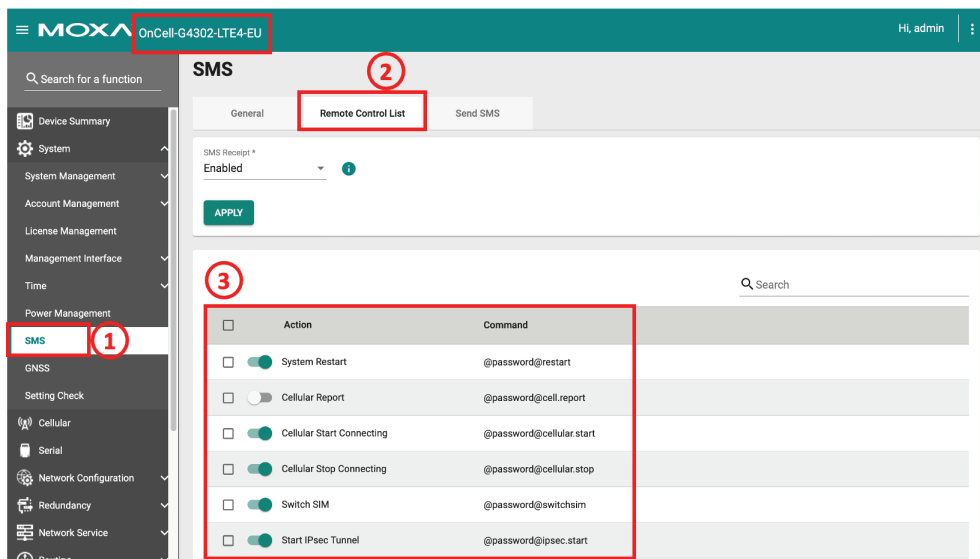 MOXA OnCell-G4302-LTE4-EU
Hi, admin
Search for a function
Device Summary
System
System Management
Account Management
License Management
Management Interface
Time
Power Management
SMS
1
GNSS
Setting Check
Cellular
Serial
Network Configuration
Redundancy
Network Service
SMS
2
General Remote Control List Send SMS
SMS Receipt *
Enabled
APPLY
3
Search
Action Command
System Restart @password@restart
Cellular Report @password@cell.report
Cellular Start Connecting @password@cellular.start
Cellular Stop Connecting @password@cellular.stop
Switch SIM @password@switchsim
Start IPsec Tunnel @password@ipsec.start